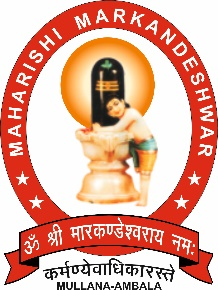 MAHARISHI MARKANDESHWAR
ॐ श्री मारकण्डेश्वराय नमः
कर्मण्येवाधिकारस्ते
MULLANA-AMBALA